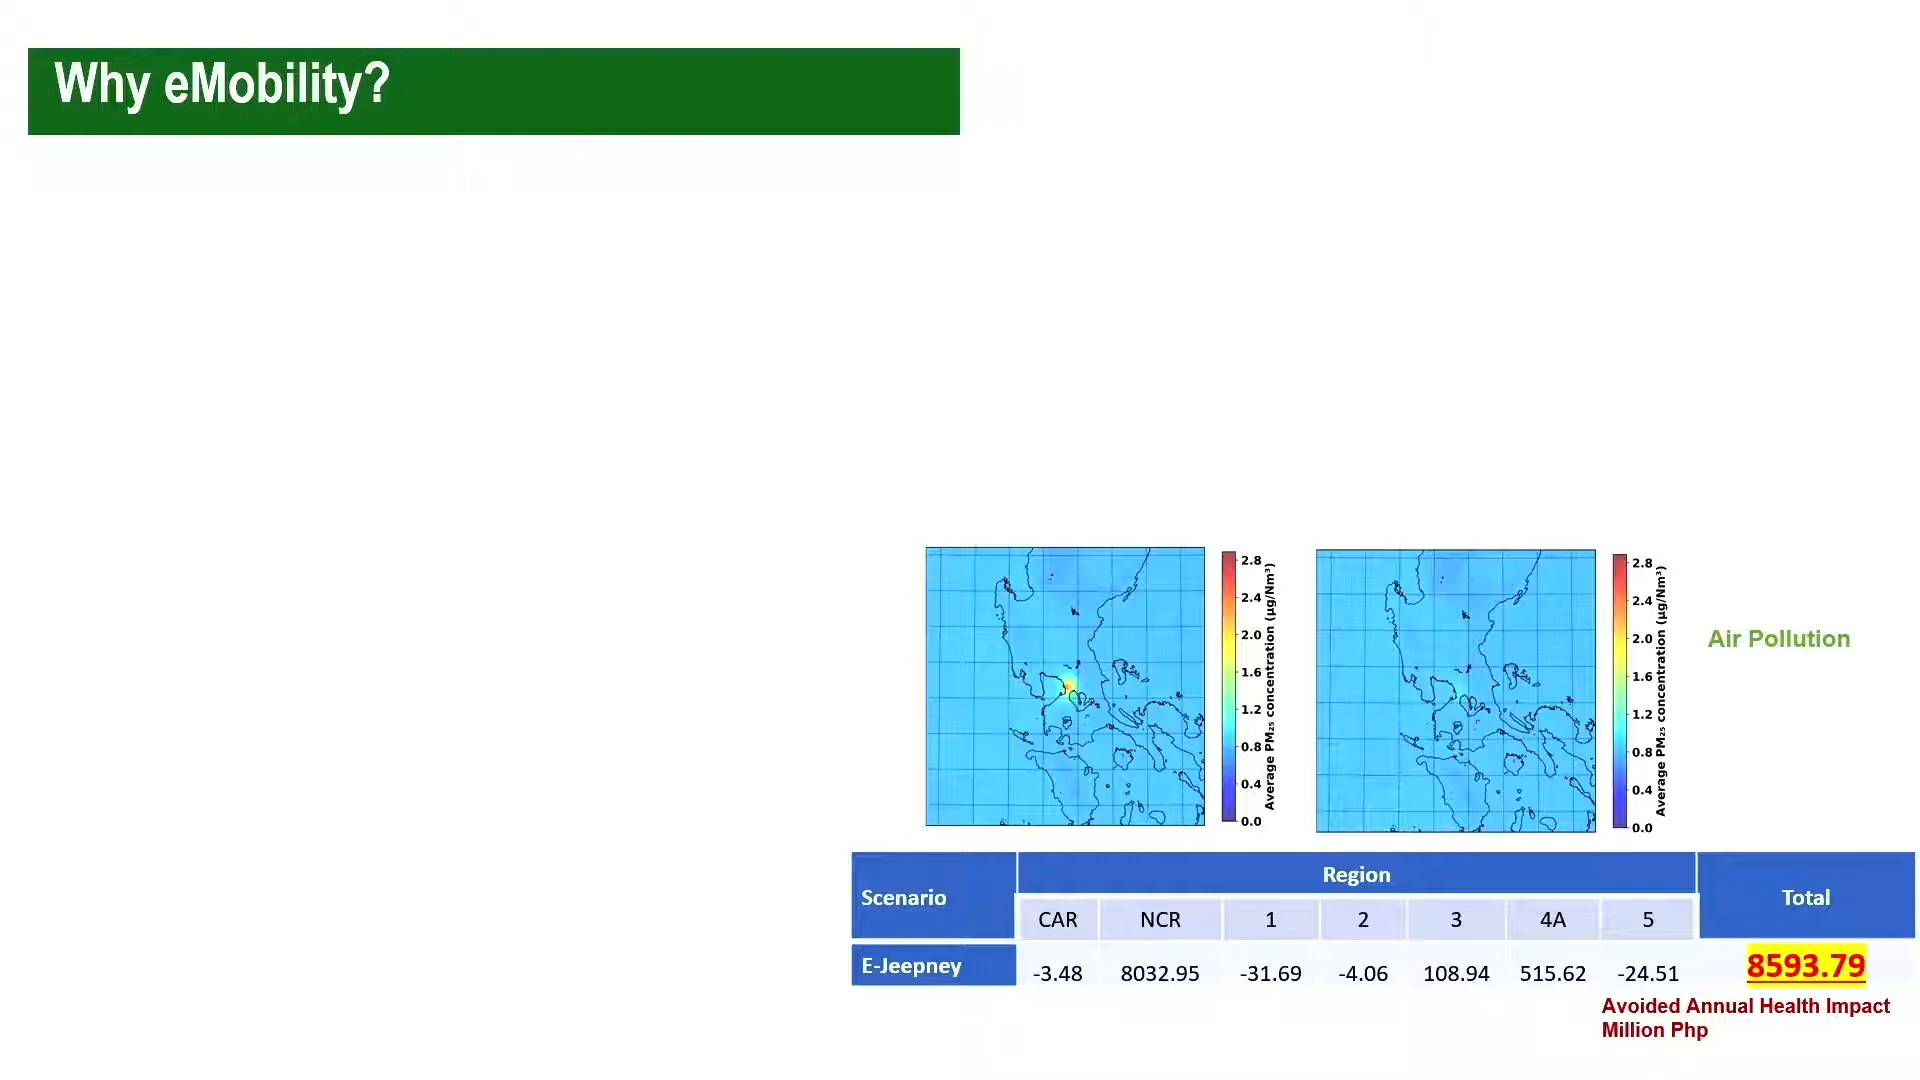 Why eMobility?
2.8
2.4
2.0
1.6
1.2
0.8
0.4
0.0
Average PM₂₅ concentration (µg/Nm³)
2.8
2.4
2.0
1.6
1.2
0.8
0.4
0.0
Average PM₂₅ concentration (µg/Nm³)
Air Pollution
Scenario Region Total
CAR NCR 1 2 3 4A 5
E-Jeepney -3.48 8032.95 -31.69 -4.06 108.94 515.62 -24.51 8593.79
Avoided Annual Health Impact
Million Php